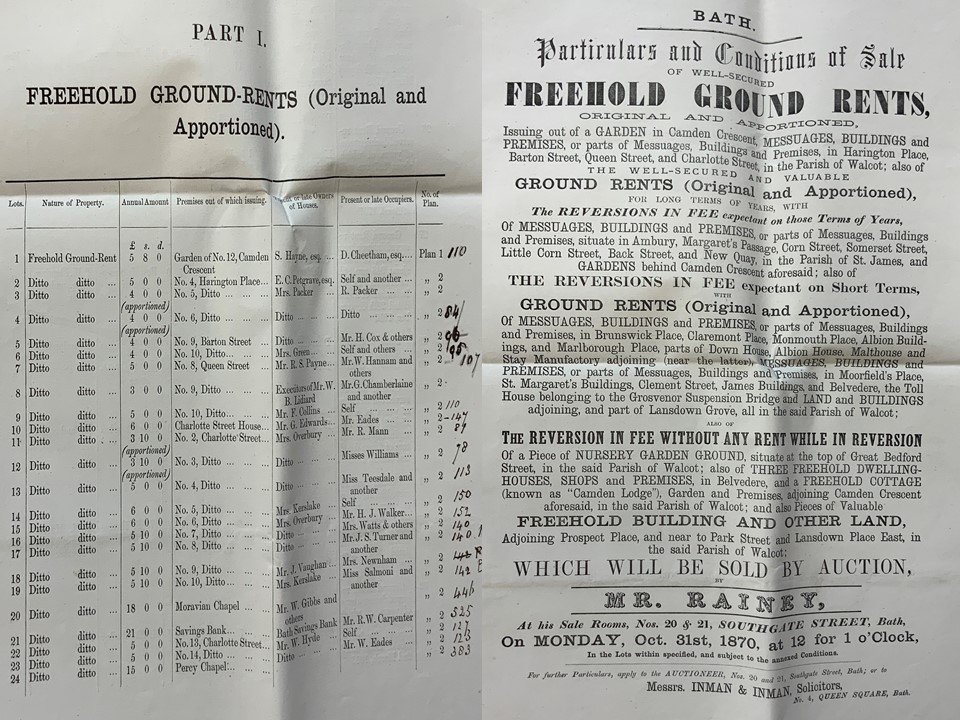 PART I.
FREEHOLD GROUND-RENTS (Original and
Apportioned).
Lots. Nature of Property. Annual Amount Premises out of which issuing. or late Owners of Houses. Present or late Occupiers. No. of Plan.
£ s. d.
1 Freehold Ground-Rent 5 8 0 Garden of No. 12, Camden Crescent S. Hayne, esq. ... D. Cheetham, esq.... Plan 1 110
2 Ditto ditto ... 5 0 0 No. 4, Harington Place... E. C. Petgrave, esq. Self and another ... „ 2
3 Ditto ditto ... 4 0 0 No. 5, Ditto ... ... Mrs. Packer ... R. Packer ... ... „ 2
(apportioned)
4 Ditto ditto ... 4 0 0 No. 6, Ditto ... ... Ditto ... ... Ditto ... ... „ 2
(apportioned)
5 Ditto ditto ... 4 0 0 No. 9, Barton Street ... Ditto ... ... Mr. H. Cox & others „ 2
6 Ditto ditto ... 4 0 0 No. 10, Ditto... ... Mrs. Green... ... Self and others ... „ 2
7 Ditto ditto ... 5 0 0 No. 8, Queen Street ... Mr. R. S. Payne... Mr. W. Hannam and others „ 2 107
8 Ditto ditto ... 3 0 0 No. 9, Ditto ... ... Executors of Mr. W. B. Lidiard Mr. G. Chamberlaine and another „ 2
9 Ditto ditto ... 5 0 0 No. 10, Ditto... ... Mr. F. Collins ... Self ... ... „ 2 110
10 Ditto ditto ... 6 0 0 Charlotte Street House... Mr. G. Edwards... Mr. Eades ... ... „ 2 147
11 Ditto ditto ... 3 10 0 No. 2, Charlotte Street... Mrs. Overbury ... Mr. R. Mann ... „ 2 87
(apportioned)
12 Ditto ditto ... 3 10 0 No. 3, Ditto ... ... Ditto ... ... Misses Williams ... „ 2 78
(apportioned)
13 Ditto ditto ... 5 0 0 No. 4, Ditto ... ... Ditto ... ... Miss Teesdale and another „ 2 113
14 Ditto ditto ... 6 0 0 No. 5, Ditto ... ... Mrs. Kerslake ... Self ... ... „ 2 150
15 Ditto ditto ... 6 0 0 No. 6, Ditto ... ... Mrs. Overbury ... Mr. H. J. Walker... „ 2 152
16 Ditto ditto ... 5 10 0 No. 7, Ditto ... ... Ditto ... ... Mrs. Watts & others „ 2 140
17 Ditto ditto ... 5 10 0 No. 8, Ditto ... ... Ditto ... ... Mr. J. S. Turner and another „ 2 140
18 Ditto ditto ... 5 10 0 No. 9, Ditto ... ... Mr. J. Vaughan... Mrs. Newnham ... „ 2
19 Ditto ditto ... 5 10 0 No. 10, Ditto... ... Mrs. Kerslake ... Miss Salmoni and another „ 2 142
20 Ditto ditto ... 18 0 0 Moravian Chapel ... ... Mr. W. Gibbs and others „ 2 446
21 Ditto ditto ... 21 0 0 Savings Bank... ... Bath Savings Bank Mr. R. W. Carpenter „ 2 525
22 Ditto ditto ... 5 0 0 No. 13, Charlotte Street... Mr. W. Hyde ... Self ... ... „ 2 127
23 Ditto ditto ... 5 0 0 No. 14, Ditto ... ... Ditto ... ... Mr. W. Eades ... „ 2 123
24 Ditto ditto ... 15 0 0 Percy Chapel... ... „ 2 383
BATH.
Particulars and Conditions of Sale
OF WELL-SECURED
FREEHOLD GROUND RENTS,
ORIGINAL AND APPORTIONED,
Issuing out of a GARDEN in Camden Crescent, MESSUAGES, BUILDINGS and
PREMISES, or parts of Messuages, Buildings and Premises, in Harington Place,
Barton Street, Queen Street, and Charlotte Street, in the Parish of Walcot; also of
THE WELL-SECURED AND VALUABLE
GROUND RENTS (Original and Apportioned),
FOR LONG TERMS OF YEARS, WITH
The REVERSIONS IN FEE expectant on those Terms of Years,
Of MESSUAGES, BUILDINGS and PREMISES, or parts of Messuages, Buildings
and Premises, situate in Ambury, Margaret's Passage, Corn Street, Somerset Street,
Little Corn Street, Back Street, and New Quay, in the Parish of St. James, and
GARDENS behind Camden Crescent aforesaid; also of
THE REVERSIONS IN FEE expectant on Short Terms,
WITH
GROUND RENTS (Original and Apportioned),
Of MESSUAGES, BUILDINGS and PREMISES, or parts of Messuages, Buildings
and Premises, in Brunswick Place, Claremont Place, Monmouth Place, Albion Build-
ings, and Marlborough Place, parts of Down House, Albion House, Malthouse and
Stay Manufactory adjoining (near the latter), MESSUAGES, BUILDINGS and
PREMISES, or parts of Messuages, Buildings and Premises, in Moorfield's Place,
St. Margaret's Buildings, Clement Street, James Buildings, and Belvedere, the Toll
House belonging to the Grosvenor Suspension Bridge and LAND and BUILDINGS
adjoining, and part of Lansdown Grove, all in the said Parish of Walcot;
ALSO OF
THE REVERSION IN FEE WITHOUT ANY RENT WHILE IN REVERSION
Of a Piece of NURSERY GARDEN GROUND, situate at the top of Great Bedford
Street, in the said Parish of Walcot; also of THREE FREEHOLD DWELLING-
HOUSES, SHOPS and PREMISES, in Belvedere, and a FREEHOLD COTTAGE
(known as "Camden Lodge"), Garden and Premises, adjoining Camden Crescent
aforesaid, in the said Parish of Walcot; and also Pieces of Valuable
FREEHOLD BUILDING AND OTHER LAND,
Adjoining Prospect Place, and near to Park Street and Lansdown Place East, in
the said Parish of Walcot;
WHICH WILL BE SOLD BY AUCTION,
BY
MR. RAINEY,
At his Sale Rooms, Nos. 20 & 21, SOUTHGATE STREET, Bath,
On MONDAY, Oct. 31st, 1870, at 12 for 1 o'Clock,
In the Lots within specified, and subject to the annexed Conditions.
For further Particulars, apply to the AUCTIONEER, Nos. 20 and 21, Southgate Street, Bath; or to
Messrs. INMAN & INMAN, Solicitors,
No. 4, QUEEN SQUARE, Bath.